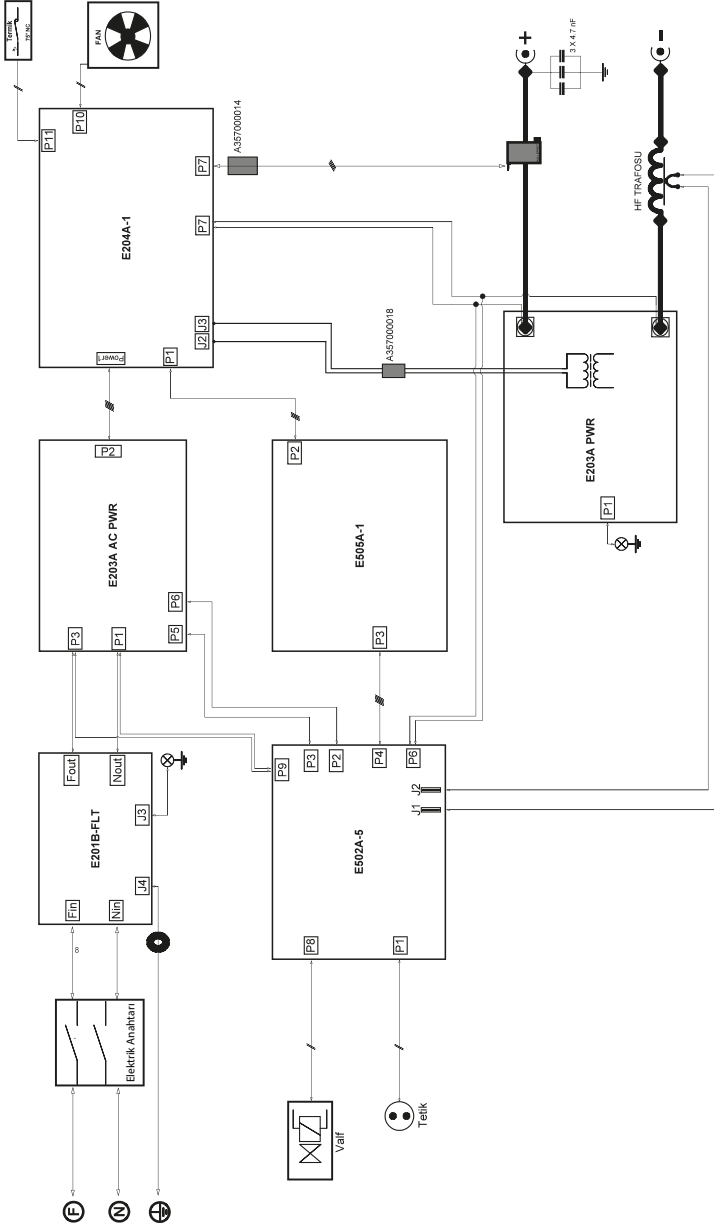 F
N
Elektrik Anahtarı
8
Fin
Nin
E201B-FLT
J4
J3
Fout
Nout
P3
P1
E203A AC PWR
P5
P6
P2
Power1
P1
J2
J3
E204A-1
P7
P7
P11
P10
Termik
75°NC
FAN
A357000014
A357000018
Valf
Tetik
P8
P1
E502A-5
P9
P3
P2
P4
P6
J1
J2
P3
E505A-1
P2
P1
E203A PWR
+
3 X 4.7 nF
-
HF TRAFOSU